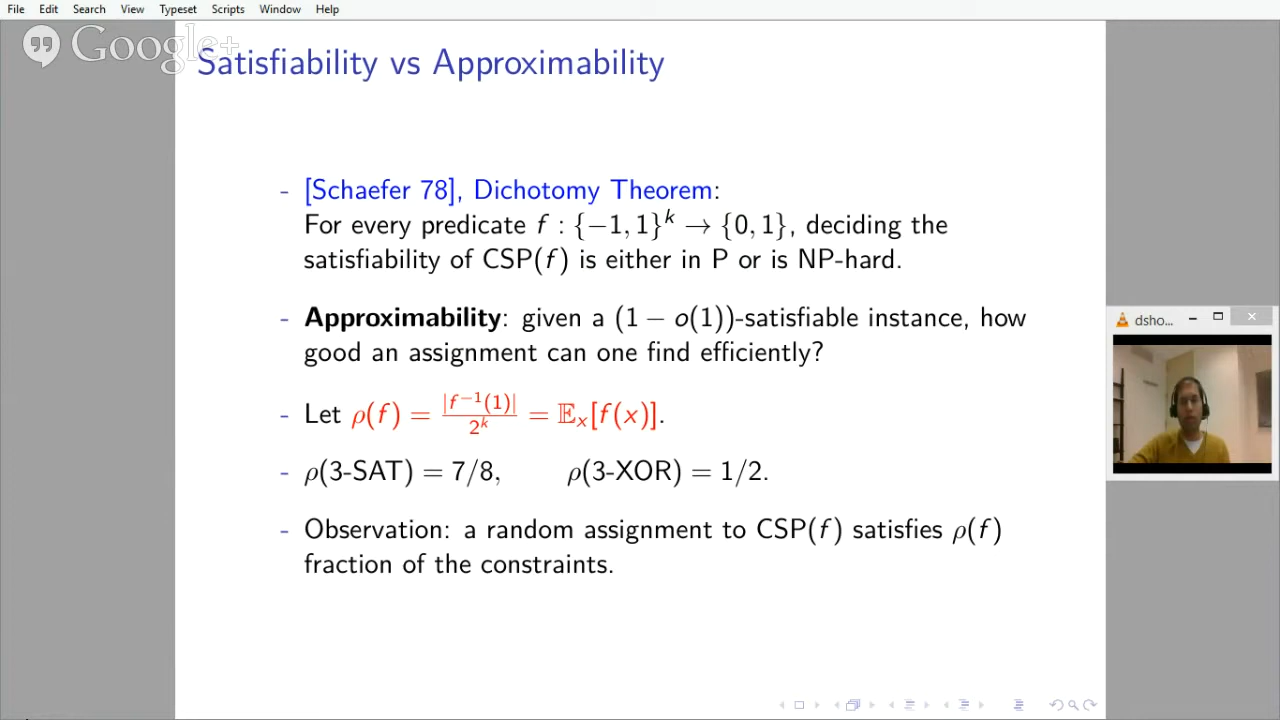 File Edit Search View Typeset Scripts Window Help
Google+
Satisfiability vs Approximability
- [Schaefer 78], Dichotomy Theorem:
For every predicate f : {−1, 1}^k → {0, 1}, deciding the
satisfiability of CSP(f) is either in P or is NP-hard.
- Approximability: given a (1 − o(1))-satisfiable instance, how
good an assignment can one find efficiently?
- Let ρ(f) = |f⁻¹(1)| / 2^k = 𝔼ₓ[f(x)].
- ρ(3-SAT) = 7/8, ρ(3-XOR) = 1/2.
- Observation: a random assignment to CSP(f) satisfies ρ(f)
fraction of the constraints.
dsho...